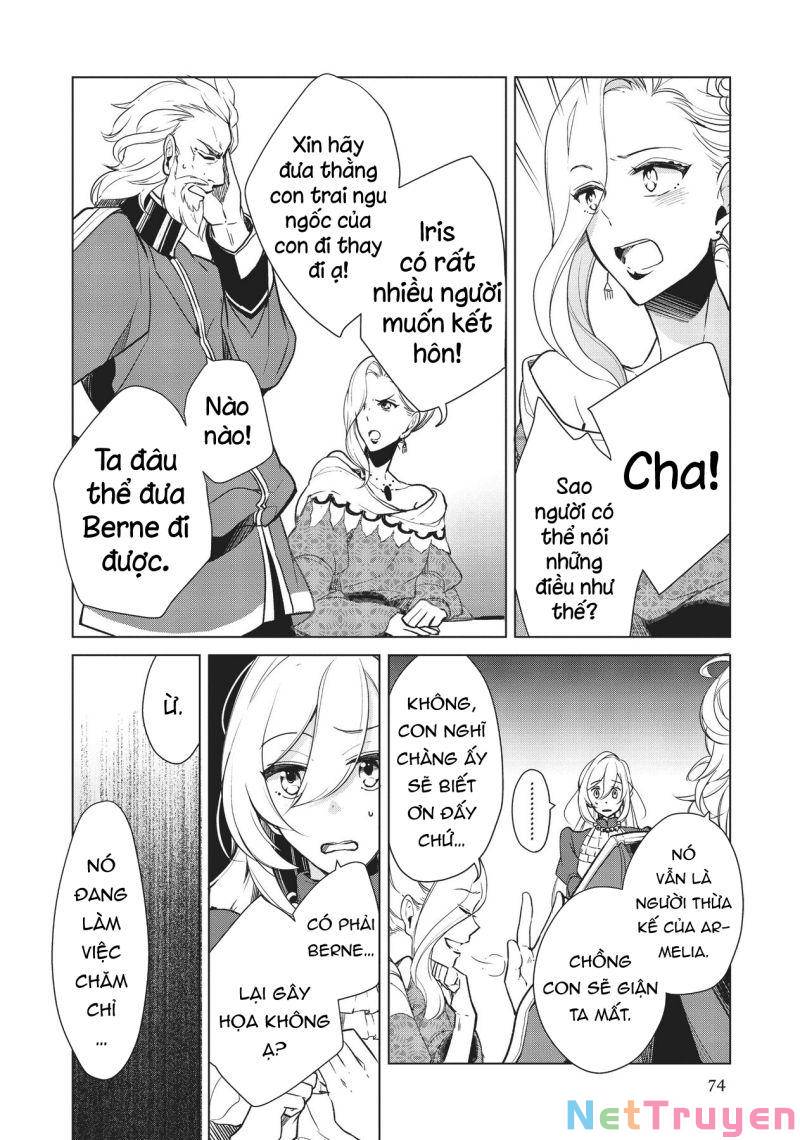 Cha!
Sao
người có
thể nói
những
điều như
thế?
Iris
có rất
nhiều người
muốn kết
hôn!
Xin hãy
đưa thằng
con trai ngu
ngốc của
con đi thay
đi ạ!
Nào
nào!
Ta đâu
thể đưa
Berne đi
được.
NÓ
VẪN LÀ
NGƯỜI THỪA
KẾ CỦA AR-
MELIA.
CHỒNG
CON SẼ GIẬN
TA MẤT.
.......
KHÔNG,
CON NGHĨ
CHÀNG ẤY
SẼ BIẾT
ƠN ĐẤY
CHỨ...
CÓ PHẢI
BERNE...
LẠI GÂY
HỌA KHÔNG
Ạ?
Ừ.
NÓ
ĐANG
LÀM
VIỆC
CHĂM
CHỈ
...
74
NetTruyen